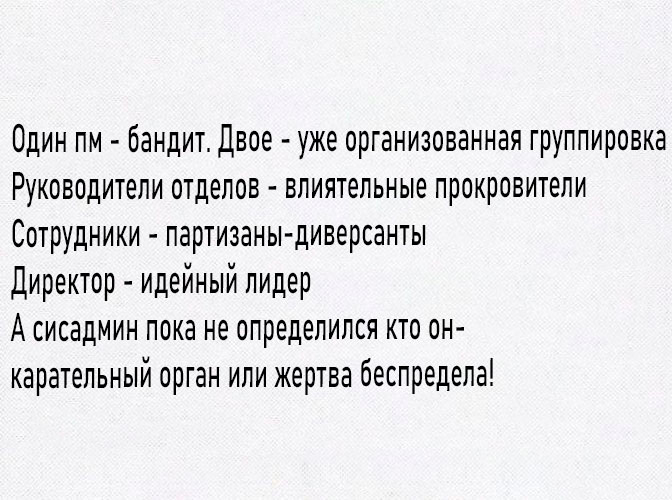 Один пм - бандит. Двое - уже организованная группировка
Руководители отделов - влиятельные прокровители
Сотрудники - партизаны-диверсанты
Директор - идейный лидер
А сисадмин пока не определился кто он-
карательный орган или жертва беспредела!